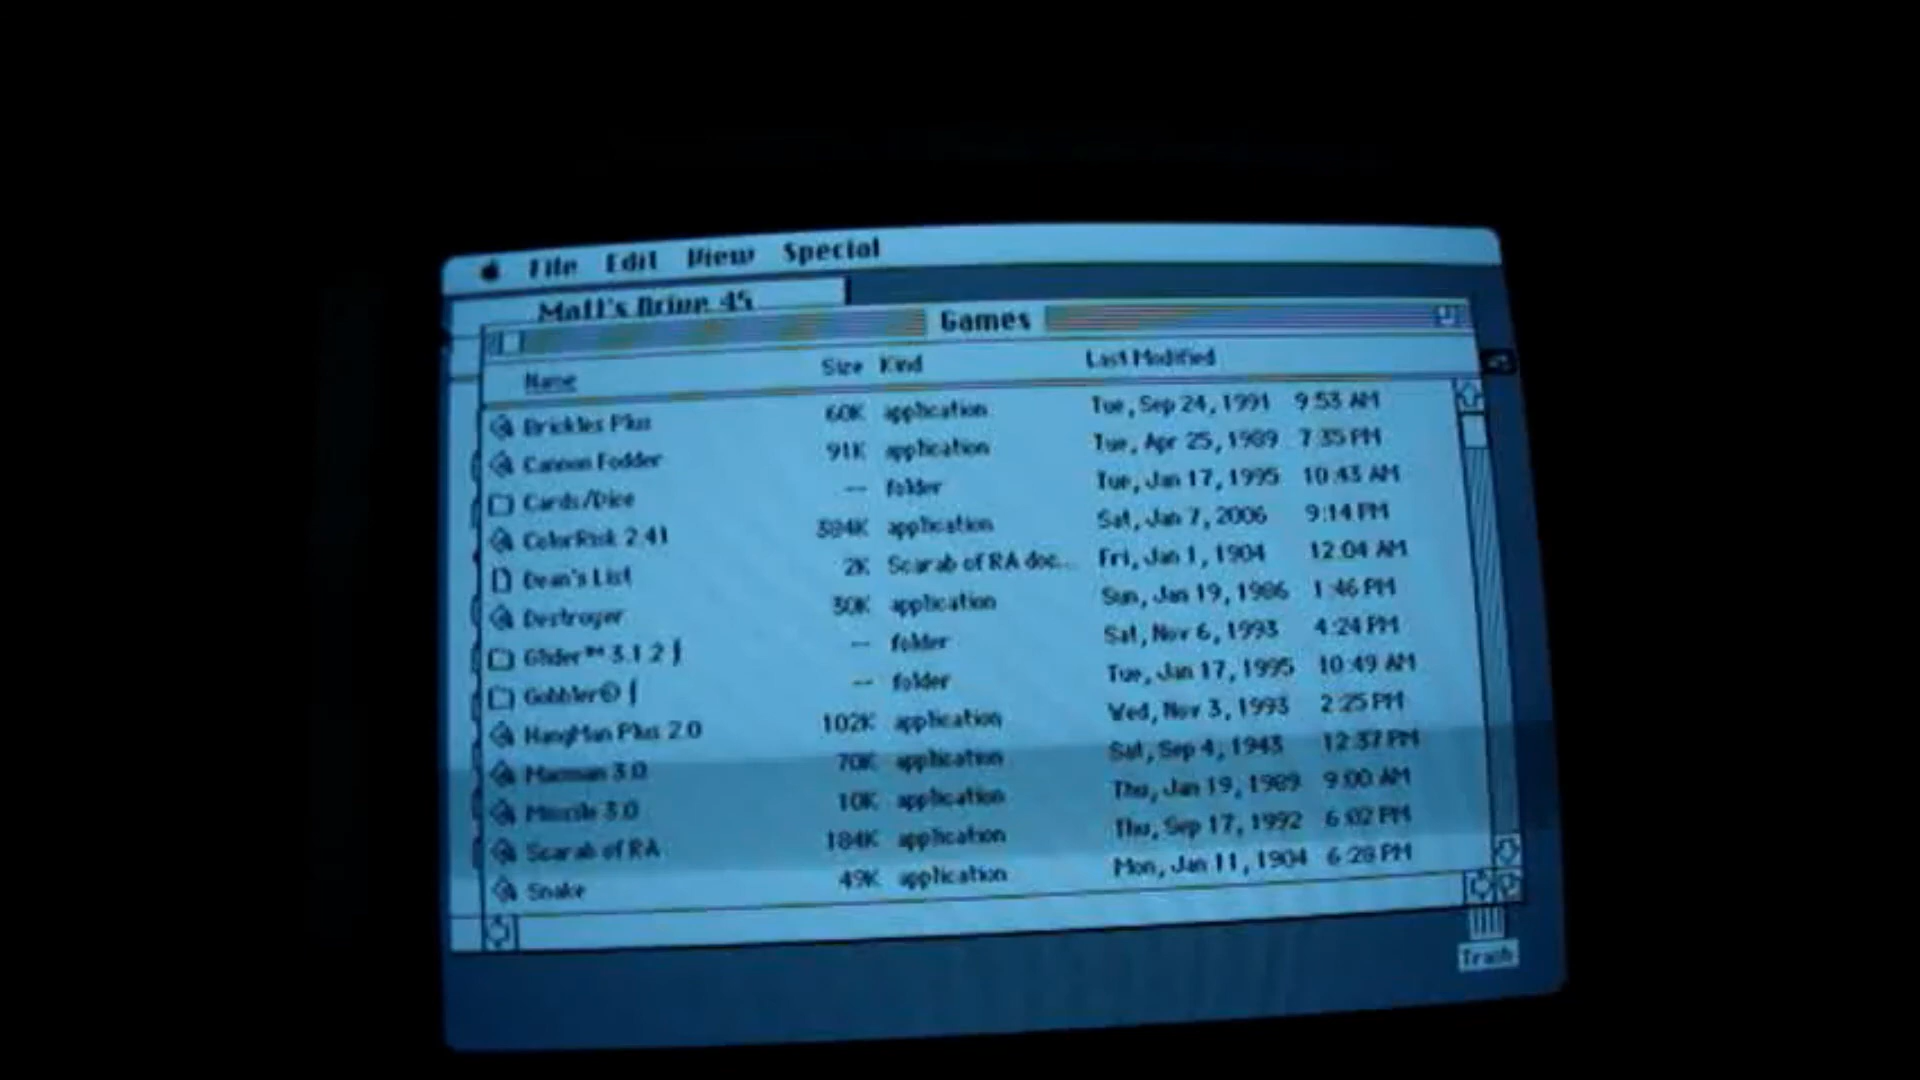 File Edit View Special
Matt's Drive 45
Games
Name Size Kind Last Modified
Brickles Plus 60K application Tue, Sep 24, 1991 9:53 AM
Cannon Fodder 91K application Tue, Apr 25, 1989 7:35 PM
Cards/Dice -- folder Tue, Jan 17, 1995 10:43 AM
ColorRisk 2.41 384K application Sat, Jan 7, 2006 9:14 PM
Dean's List 2K Scarab of RA doc... Fri, Jan 1, 1904 12:04 AM
Destroyer 30K application Sun, Jan 19, 1986 1:46 PM
Glider™ 3.1.2 ƒ -- folder Sat, Nov 6, 1993 4:24 PM
Gobbler© ƒ -- folder Tue, Jan 17, 1995 10:49 AM
HangMan Plus 2.0 102K application Wed, Nov 3, 1993 2:25 PM
Macman 3.0 70K application Sat, Sep 4, 1943 12:37 PM
Missile 3.0 10K application Thu, Jan 19, 1989 9:00 AM
Scarab of RA 184K application Thu, Sep 17, 1992 6:02 PM
Snake 49K application Mon, Jan 11, 1904 6:28 PM
Trash